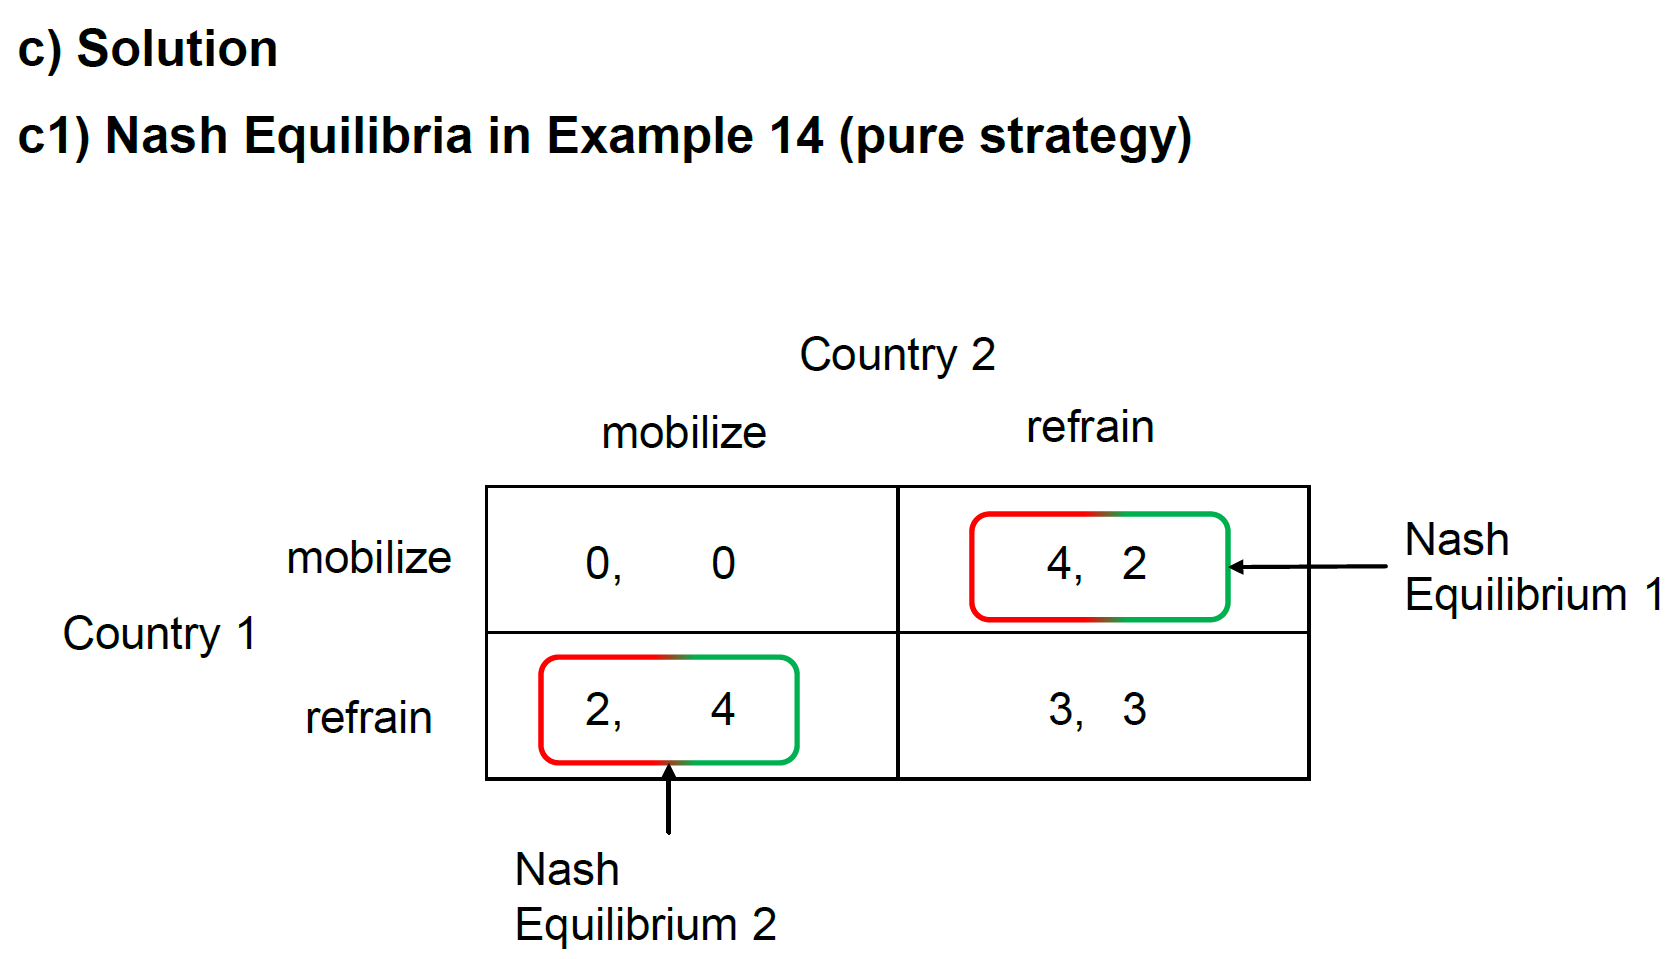 c) Solution
c1) Nash Equilibria in Example 14 (pure strategy)
Country 2
mobilize
refrain
mobilize
0, 0
4, 2
Nash
Equilibrium 1
Country 1
refrain
2, 4
3, 3
Nash
Equilibrium 2